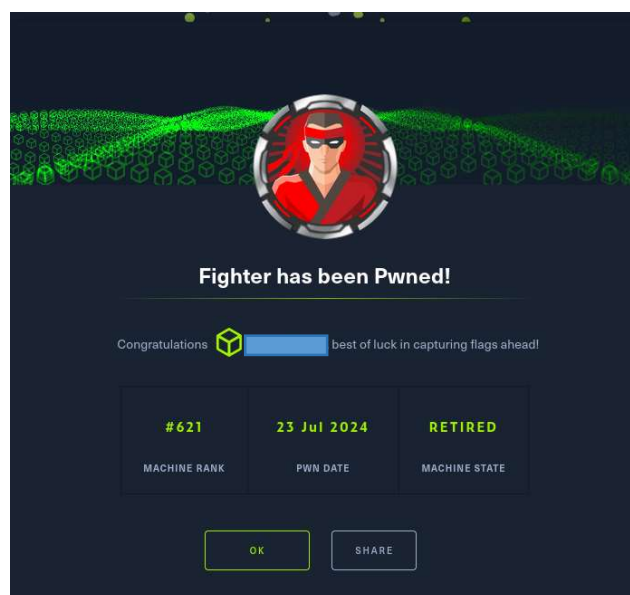 Fighter has been Pwned!
Congratulations best of luck in capturing flags ahead!
#621 23 Jul 2024 RETIRED
MACHINE RANK PWN DATE MACHINE STATE
OK SHARE